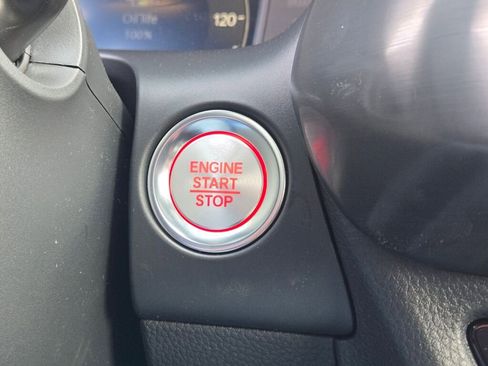 Oil life
100%
120
ENGINE
START
STOP